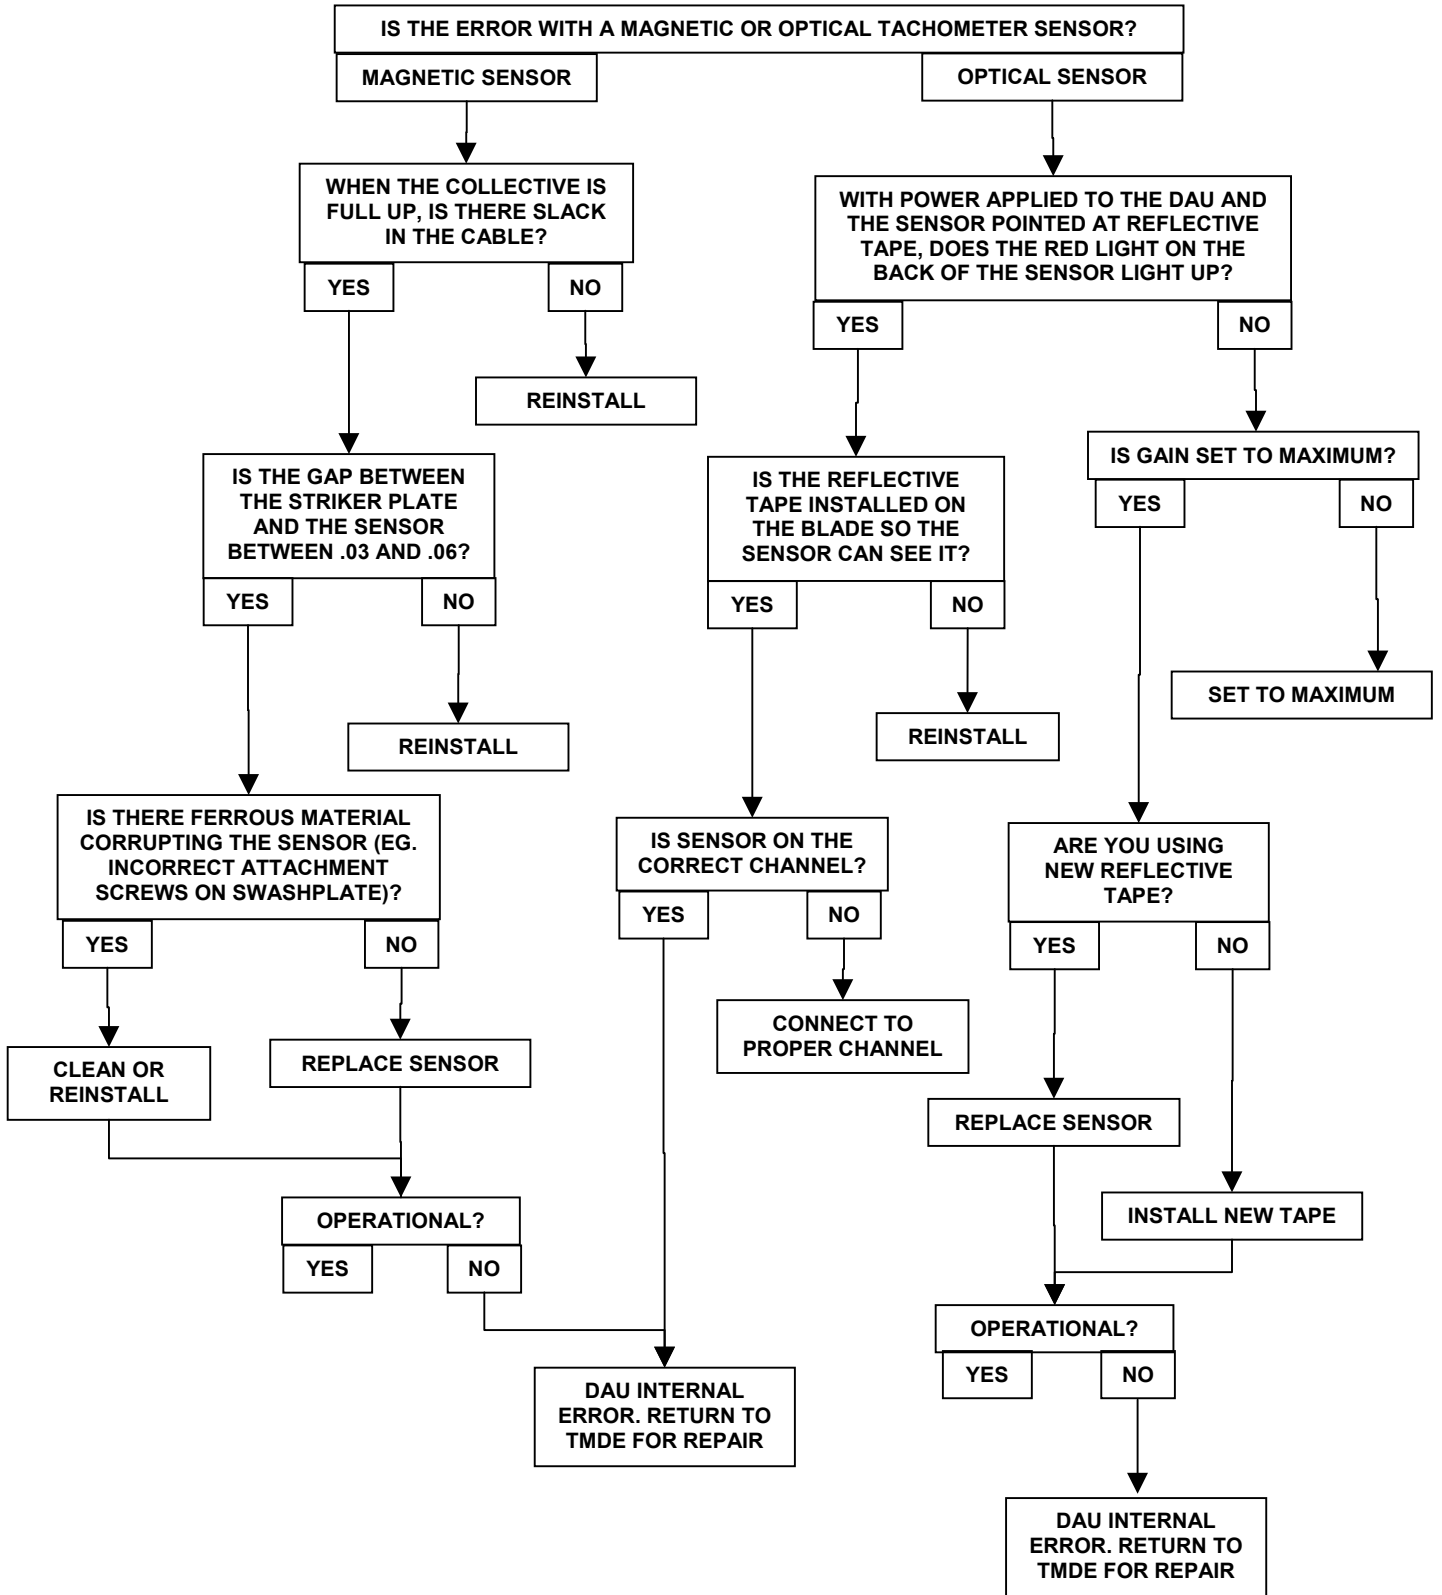 IS THE ERROR WITH A MAGNETIC OR OPTICAL TACHOMETER SENSOR?
MAGNETIC SENSOR
OPTICAL SENSOR
WHEN THE COLLECTIVE IS
FULL UP, IS THERE SLACK
IN THE CABLE?
YES
NO
REINSTALL
WITH POWER APPLIED TO THE DAU AND
THE SENSOR POINTED AT REFLECTIVE
TAPE, DOES THE RED LIGHT ON THE
BACK OF THE SENSOR LIGHT UP?
YES
NO
IS THE GAP BETWEEN
THE STRIKER PLATE
AND THE SENSOR
BETWEEN .03 AND .06?
YES
NO
REINSTALL
IS THE REFLECTIVE
TAPE INSTALLED ON
THE BLADE SO THE
SENSOR CAN SEE IT?
YES
NO
REINSTALL
IS GAIN SET TO MAXIMUM?
YES
NO
SET TO MAXIMUM
IS THERE FERROUS MATERIAL
CORRUPTING THE SENSOR (EG.
INCORRECT ATTACHMENT
SCREWS ON SWASHPLATE)?
YES
NO
CLEAN OR
REINSTALL
REPLACE SENSOR
OPERATIONAL?
YES
NO
IS SENSOR ON THE
CORRECT CHANNEL?
YES
NO
CONNECT TO
PROPER CHANNEL
DAU INTERNAL
ERROR. RETURN TO
TMDE FOR REPAIR
ARE YOU USING
NEW REFLECTIVE
TAPE?
YES
NO
REPLACE SENSOR
INSTALL NEW TAPE
OPERATIONAL?
YES
NO
DAU INTERNAL
ERROR. RETURN TO
TMDE FOR REPAIR